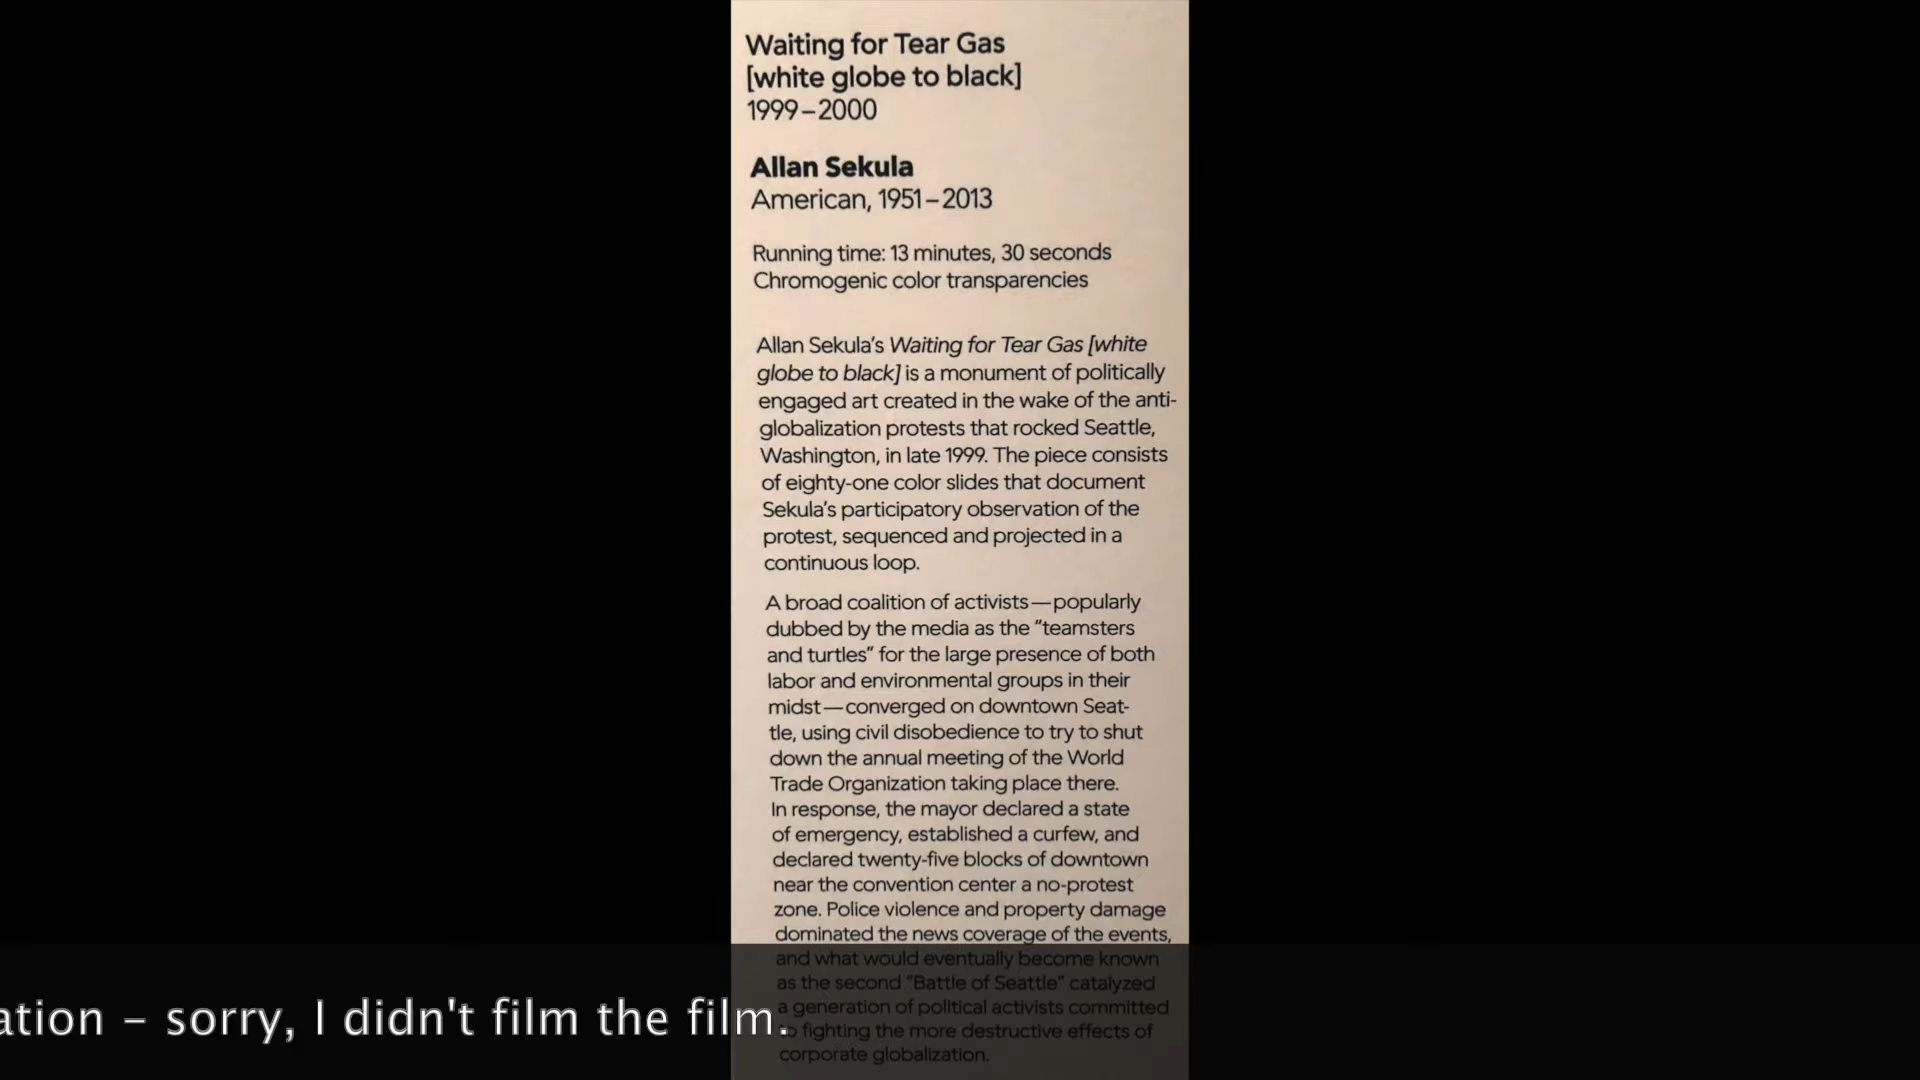 Waiting for Tear Gas
[white globe to black]
1999–2000
Allan Sekula
American, 1951–2013
Running time: 13 minutes, 30 seconds
Chromogenic color transparencies
Allan Sekula's Waiting for Tear Gas [white
globe to black] is a monument of politically
engaged art created in the wake of the anti-
globalization protests that rocked Seattle,
Washington, in late 1999. The piece consists
of eighty-one color slides that document
Sekula's participatory observation of the
protest, sequenced and projected in a
continuous loop.
A broad coalition of activists—popularly
dubbed by the media as the "teamsters
and turtles" for the large presence of both
labor and environmental groups in their
midst—converged on downtown Seat-
tle, using civil disobedience to try to shut
down the annual meeting of the World
Trade Organization taking place there.
In response, the mayor declared a state
of emergency, established a curfew, and
declared twenty-five blocks of downtown
near the convention center a no-protest
zone. Police violence and property damage
dominated the news coverage of the events,
and what would eventually become known
as the second "Battle of Seattle" catalyzed
a generation of political activists committed
to fighting the more destructive effects of
corporate globalization.
ation – sorry, I didn't film the film.